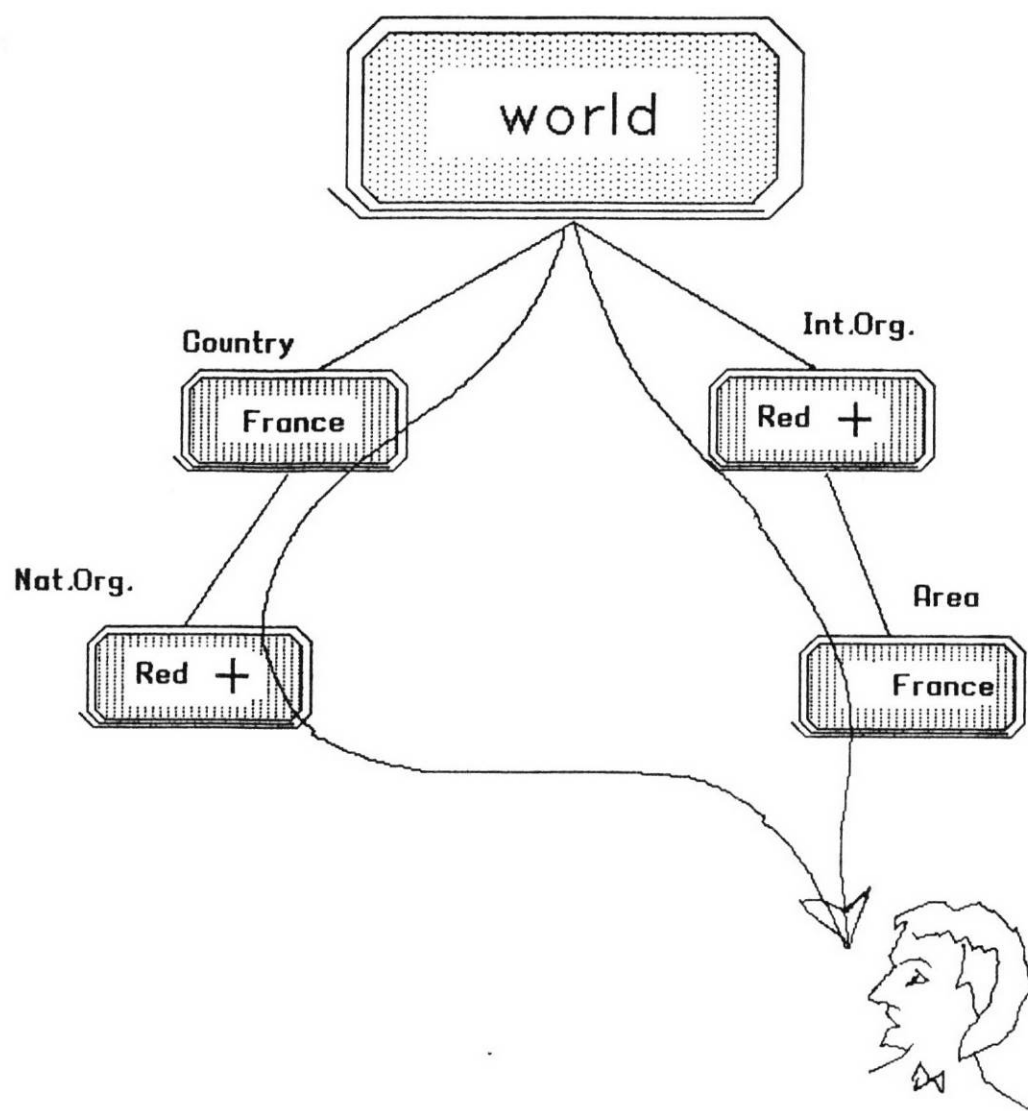 world
Country
Int.Org.
France
Red +
Nat.Org.
Area
Red +
France